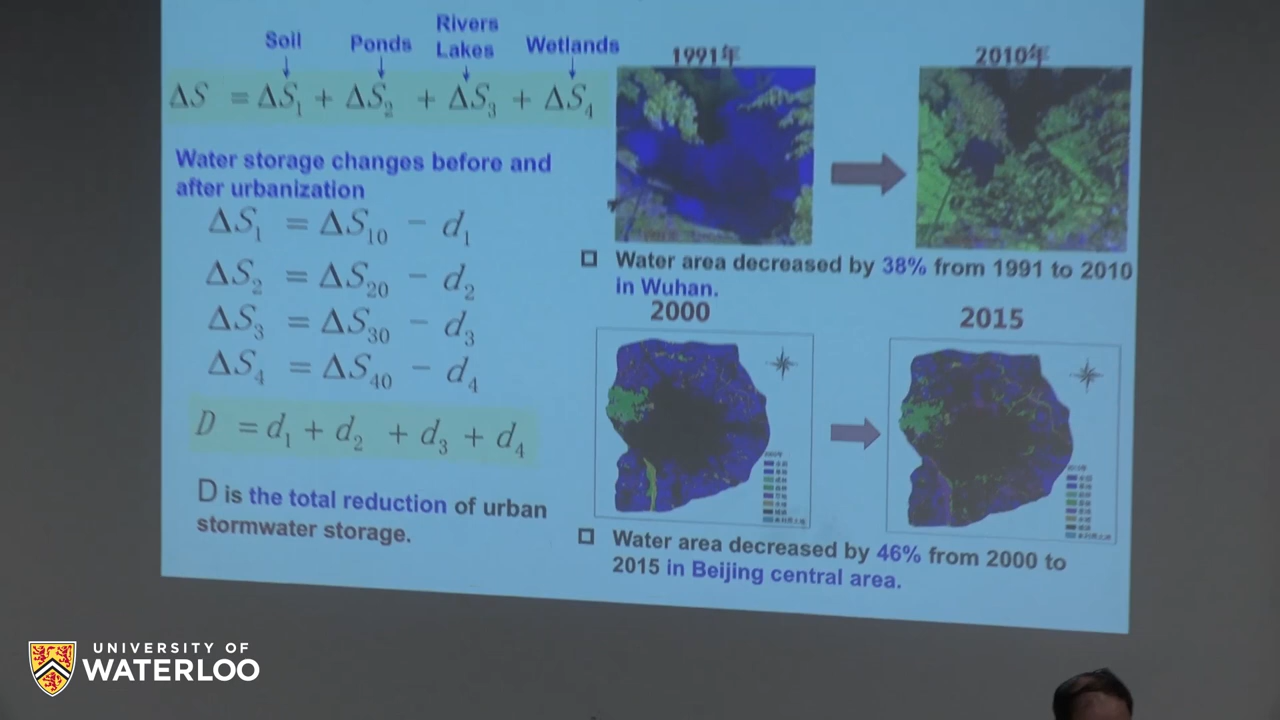 Soil
Ponds
Rivers
Lakes
Wetlands
ΔS = ΔS₁ + ΔS₂ + ΔS₃ + ΔS₄
Water storage changes before and
after urbanization
ΔS₁ = ΔS₁₀ − d₁
ΔS₂ = ΔS₂₀ − d₂
ΔS₃ = ΔS₃₀ − d₃
ΔS₄ = ΔS₄₀ − d₄
D = d₁ + d₂ + d₃ + d₄
D is the total reduction of urban
stormwater storage.
1991年
2010年
Water area decreased by 38% from 1991 to 2010
in Wuhan.
2000
2015
Water area decreased by 46% from 2000 to
2015 in Beijing central area.
UNIVERSITY OF
WATERLOO